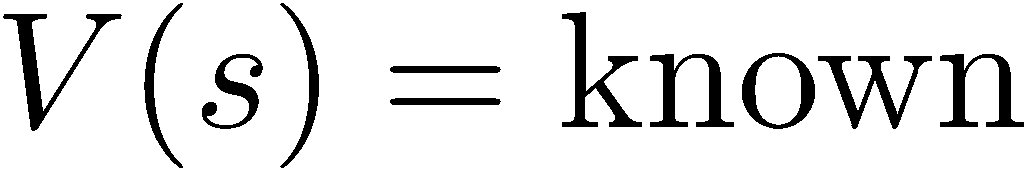 V(s) = known